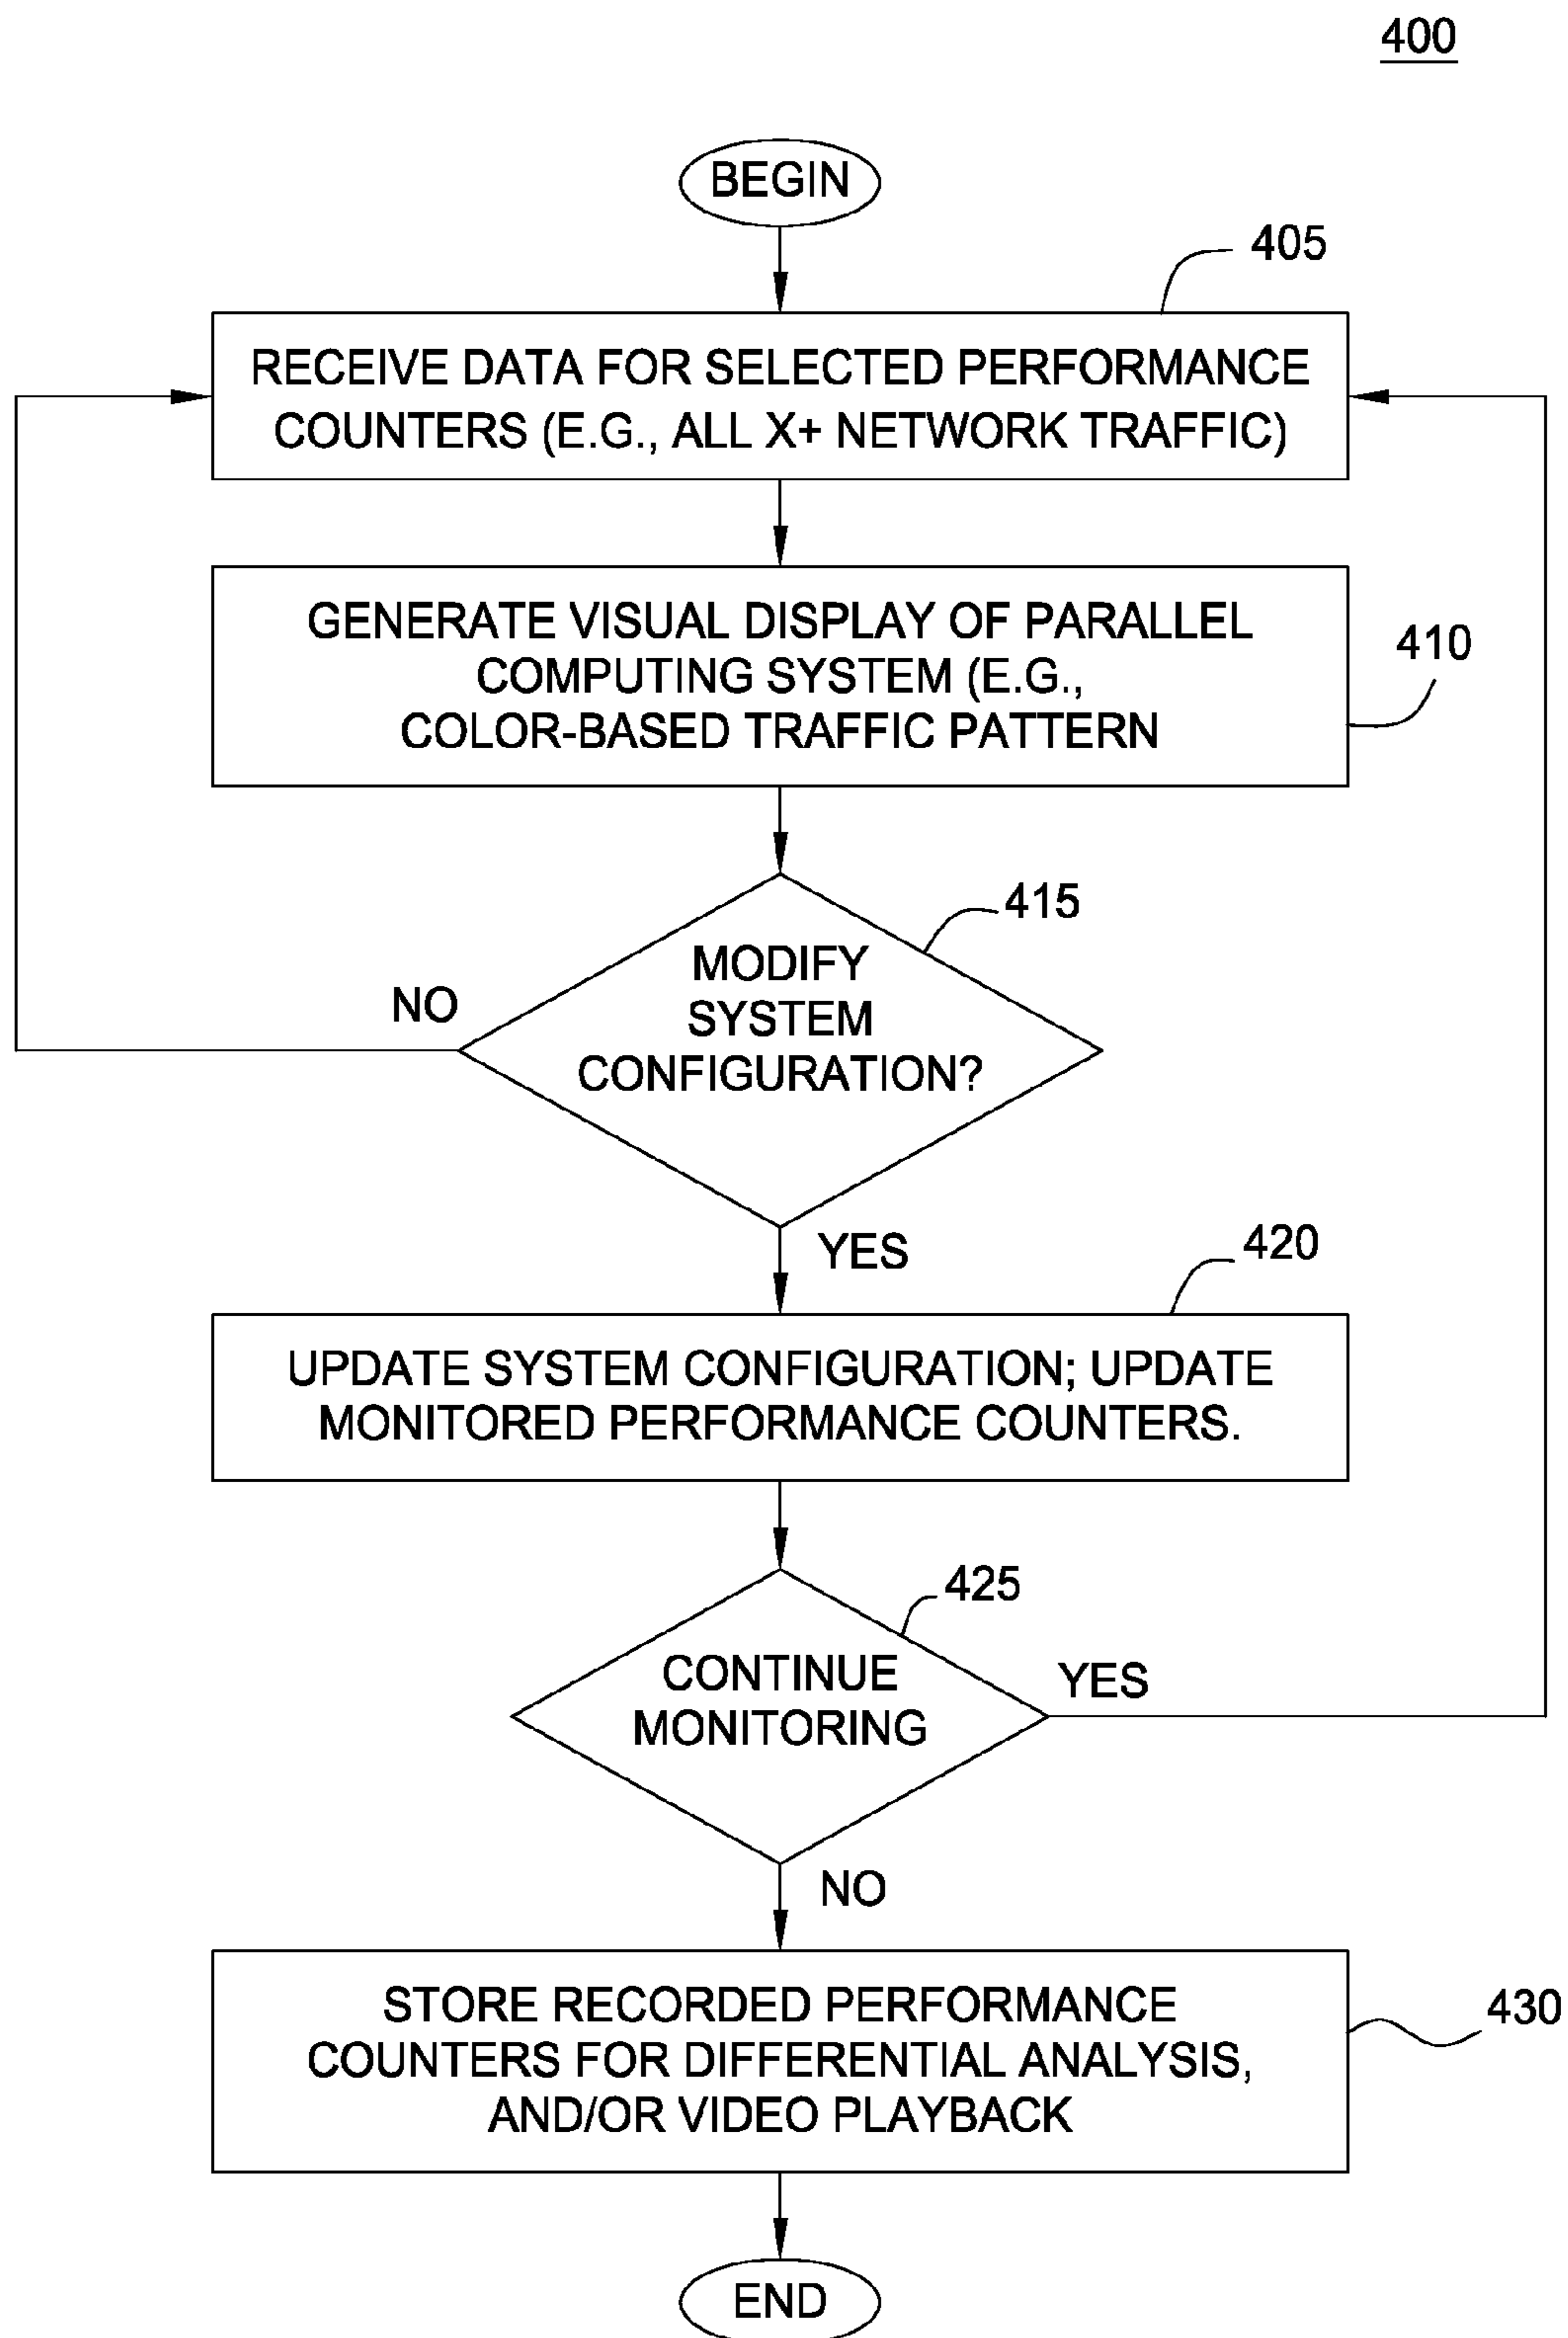 400
BEGIN
405
RECEIVE DATA FOR SELECTED PERFORMANCE
COUNTERS (E.G., ALL X+ NETWORK TRAFFIC)
GENERATE VISUAL DISPLAY OF PARALLEL
COMPUTING SYSTEM (E.G.,
COLOR-BASED TRAFFIC PATTERN
410
415
MODIFY
SYSTEM
CONFIGURATION?
NO
YES
420
UPDATE SYSTEM CONFIGURATION; UPDATE
MONITORED PERFORMANCE COUNTERS.
425
CONTINUE
MONITORING
YES
NO
STORE RECORDED PERFORMANCE
COUNTERS FOR DIFFERENTIAL ANALYSIS,
AND/OR VIDEO PLAYBACK
430
END